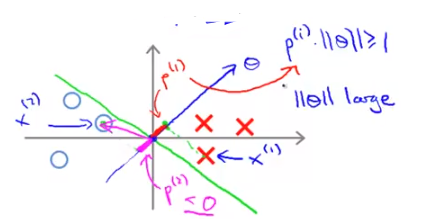 p⁽¹⁾ · ||θ|| ≥ 1
p⁽¹⁾
θ
||θ|| large
x⁽²⁾
x⁽¹⁾
p⁽²⁾ < 0